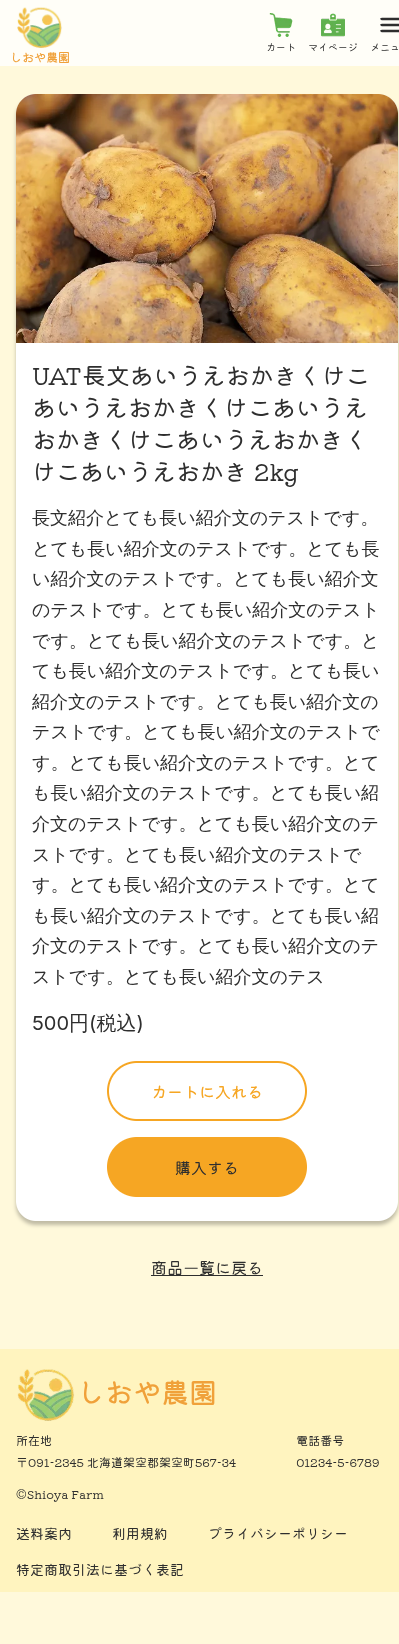 しおや農園
カート
マイページ
メニュ
UAT長文あいうえおかきくけこ
あいうえおかきくけこあいうえ
おかきくけこあいうえおかきく
けこあいうえおかき 2kg
長文紹介とても長い紹介文のテストです。
とても長い紹介文のテストです。とても長
い紹介文のテストです。とても長い紹介文
のテストです。とても長い紹介文のテスト
です。とても長い紹介文のテストです。と
ても長い紹介文のテストです。とても長い
紹介文のテストです。とても長い紹介文の
テストです。とても長い紹介文のテストで
す。とても長い紹介文のテストです。とて
も長い紹介文のテストです。とても長い紹
介文のテストです。とても長い紹介文のテ
ストです。とても長い紹介文のテストで
す。とても長い紹介文のテストです。とて
も長い紹介文のテストです。とても長い紹
介文のテストです。とても長い紹介文のテ
ストです。とても長い紹介文のテス
500円(税込)
カートに入れる
購入する
商品一覧に戻る
しおや農園
所在地
〒091-2345 北海道架空郡架空町567-34
電話番号
01234-5-6789
©Shioya Farm
送料案内
利用規約
プライバシーポリシー
特定商取引法に基づく表記